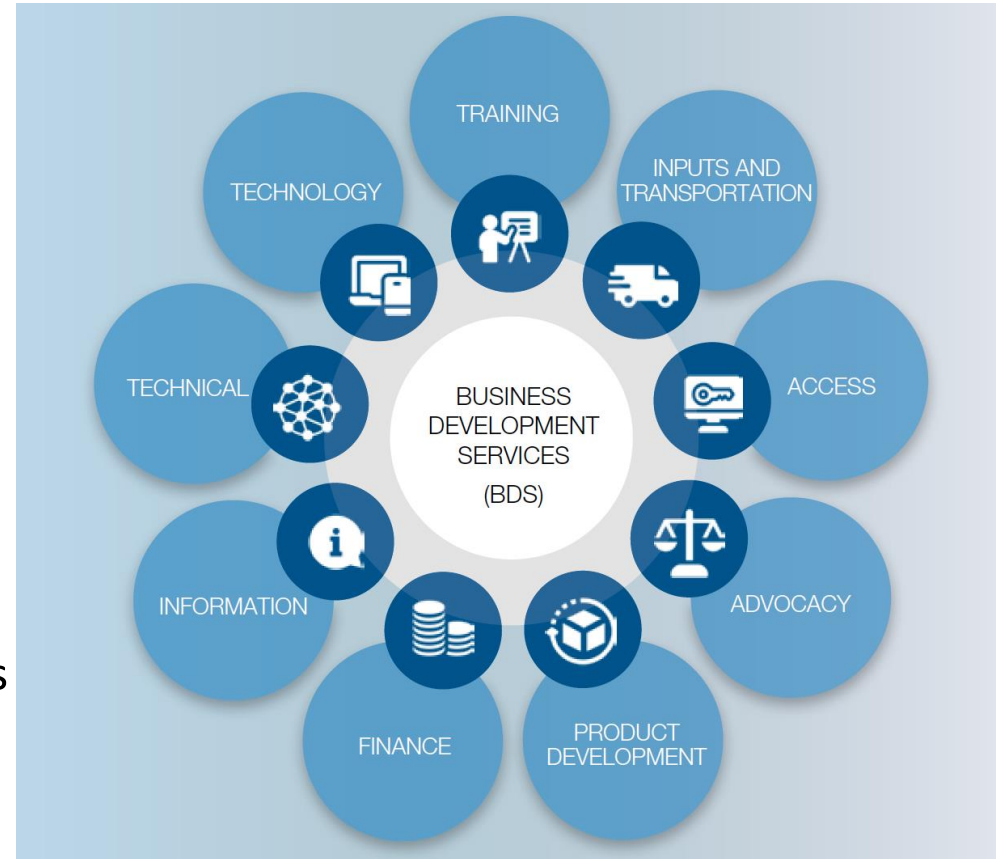 TRAINING
INPUTS AND
TRANSPORTATION
TECHNOLOGY
ACCESS
TECHNICAL
BUSINESS
DEVELOPMENT
SERVICES
(BDS)
i
INFORMATION
ADVOCACY
s
FINANCE
PRODUCT
DEVELOPMENT